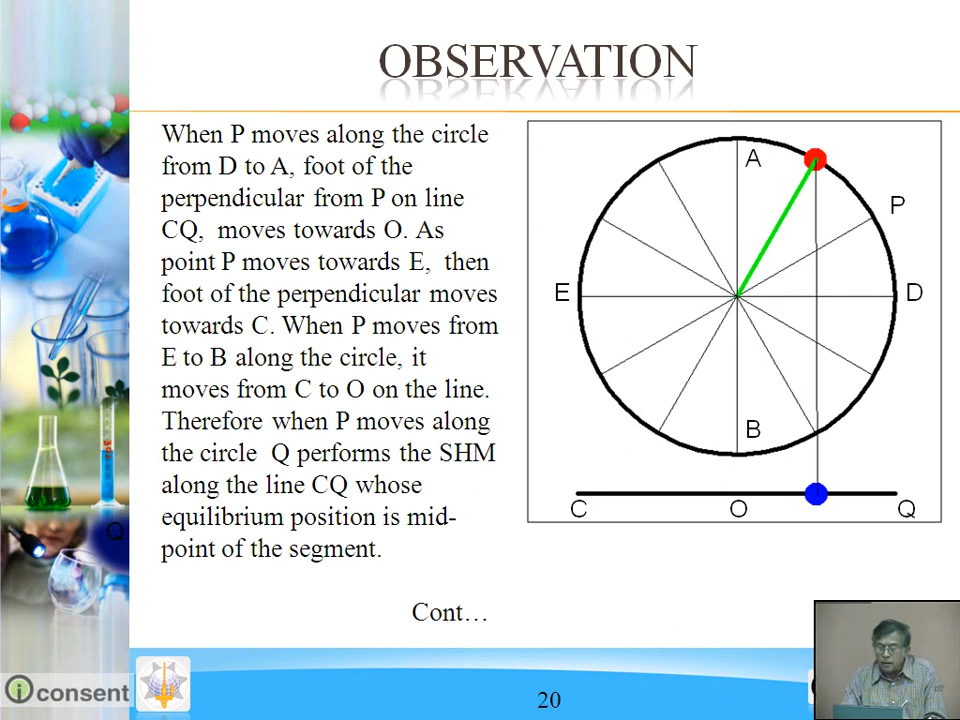 OBSERVATION
When P moves along the circle
from D to A, foot of the
perpendicular from P on line
CQ, moves towards O. As
point P moves towards E, then
foot of the perpendicular moves
towards C. When P moves from
E to B along the circle, it
moves from C to O on the line.
Therefore when P moves along
the circle Q performs the SHM
along the line CQ whose
equilibrium position is mid-
point of the segment.
Cont…
A
P
E
D
B
C O Q
Q
i consent
20